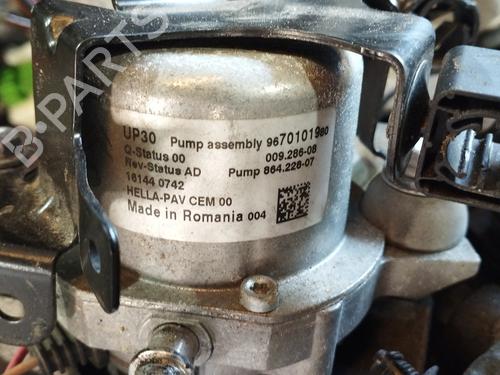 B-PARTS
UP30 Pump assembly 9670101980
Q-Status 00 009.286-08
Rev-Status AD Pump 864.228-07
16144 0742
HELLA-PAV CEM 00
Made in Romania 004